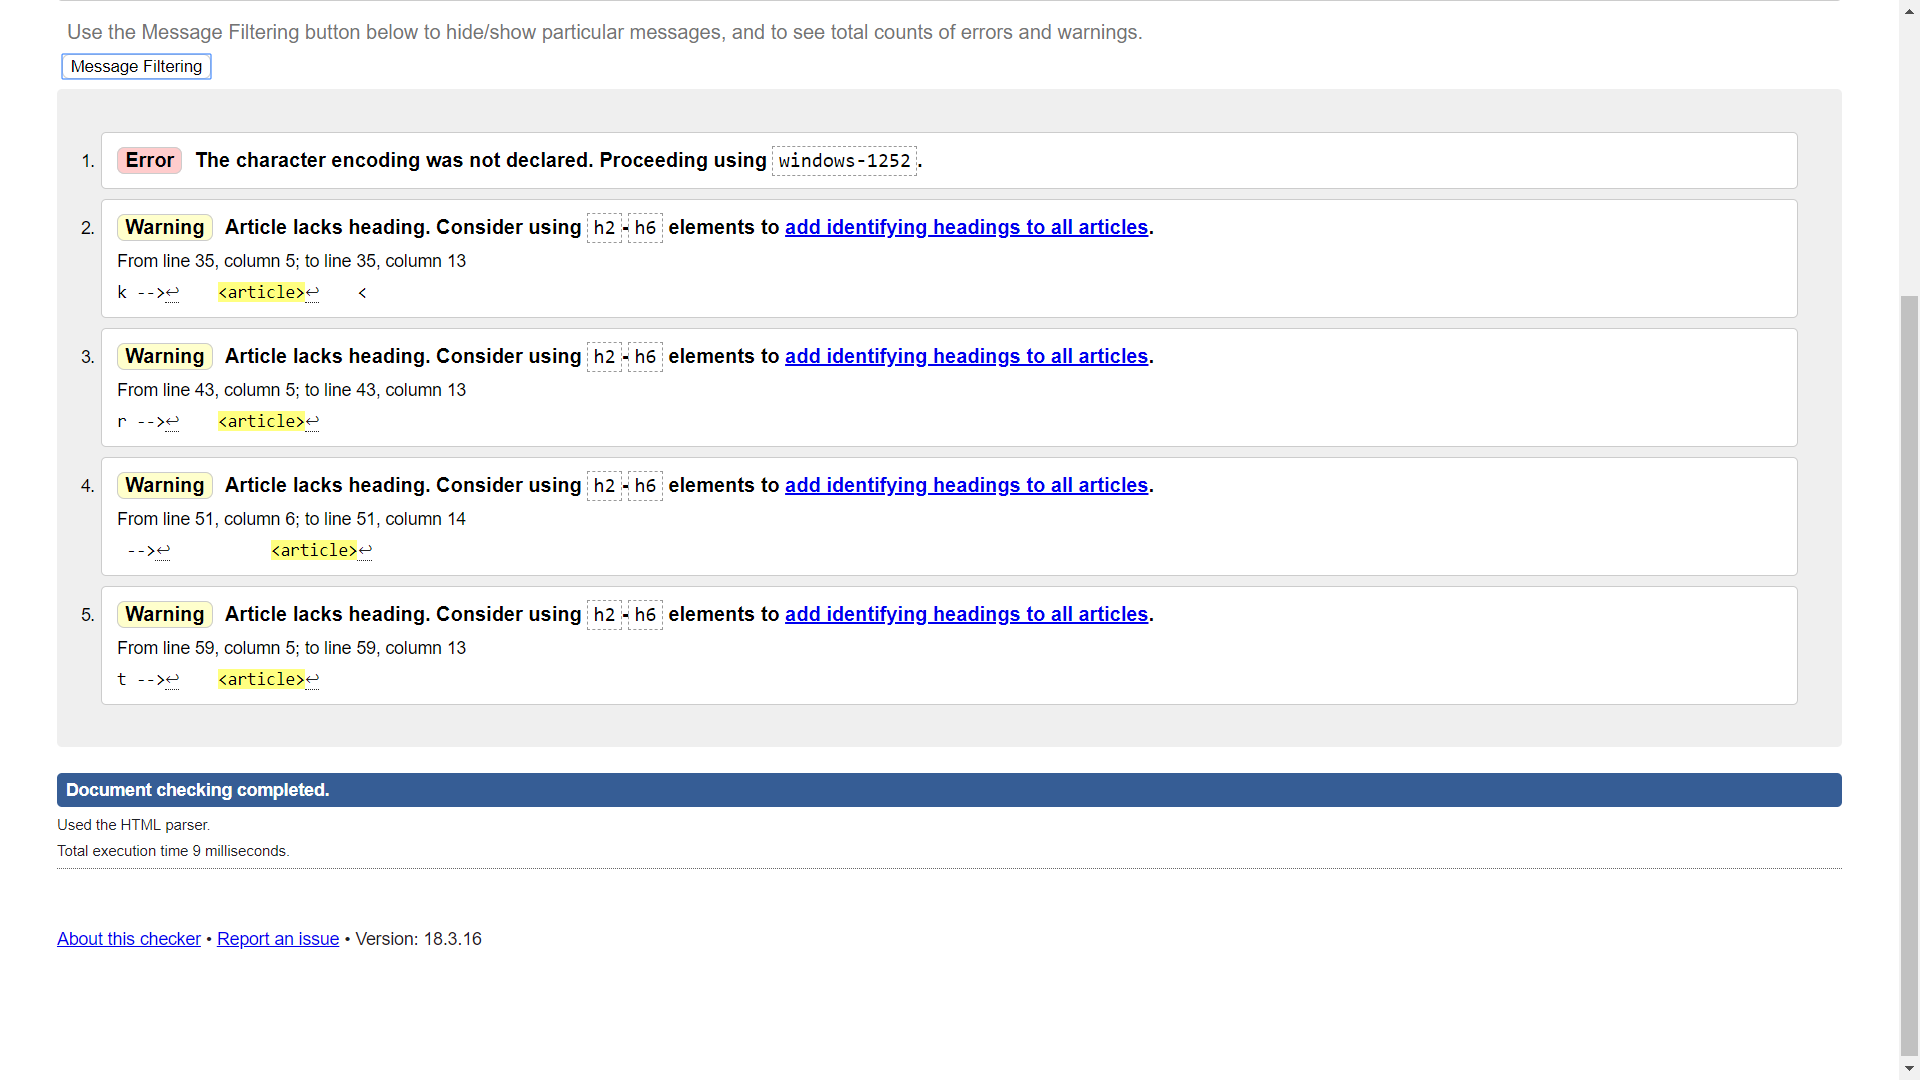 Use the Message Filtering button below to hide/show particular messages, and to see total counts of errors and warnings.
Message Filtering
1. Error The character encoding was not declared. Proceeding using windows-1252.
2. Warning Article lacks heading. Consider using h2-h6 elements to add identifying headings to all articles.
From line 35, column 5; to line 35, column 13
k -->↩ <article>↩ <
3. Warning Article lacks heading. Consider using h2-h6 elements to add identifying headings to all articles.
From line 43, column 5; to line 43, column 13
r -->↩ <article>↩
4. Warning Article lacks heading. Consider using h2-h6 elements to add identifying headings to all articles.
From line 51, column 6; to line 51, column 14
-->↩ <article>↩
5. Warning Article lacks heading. Consider using h2-h6 elements to add identifying headings to all articles.
From line 59, column 5; to line 59, column 13
t -->↩ <article>↩
Document checking completed.
Used the HTML parser.
Total execution time 9 milliseconds.
About this checker • Report an issue • Version: 18.3.16